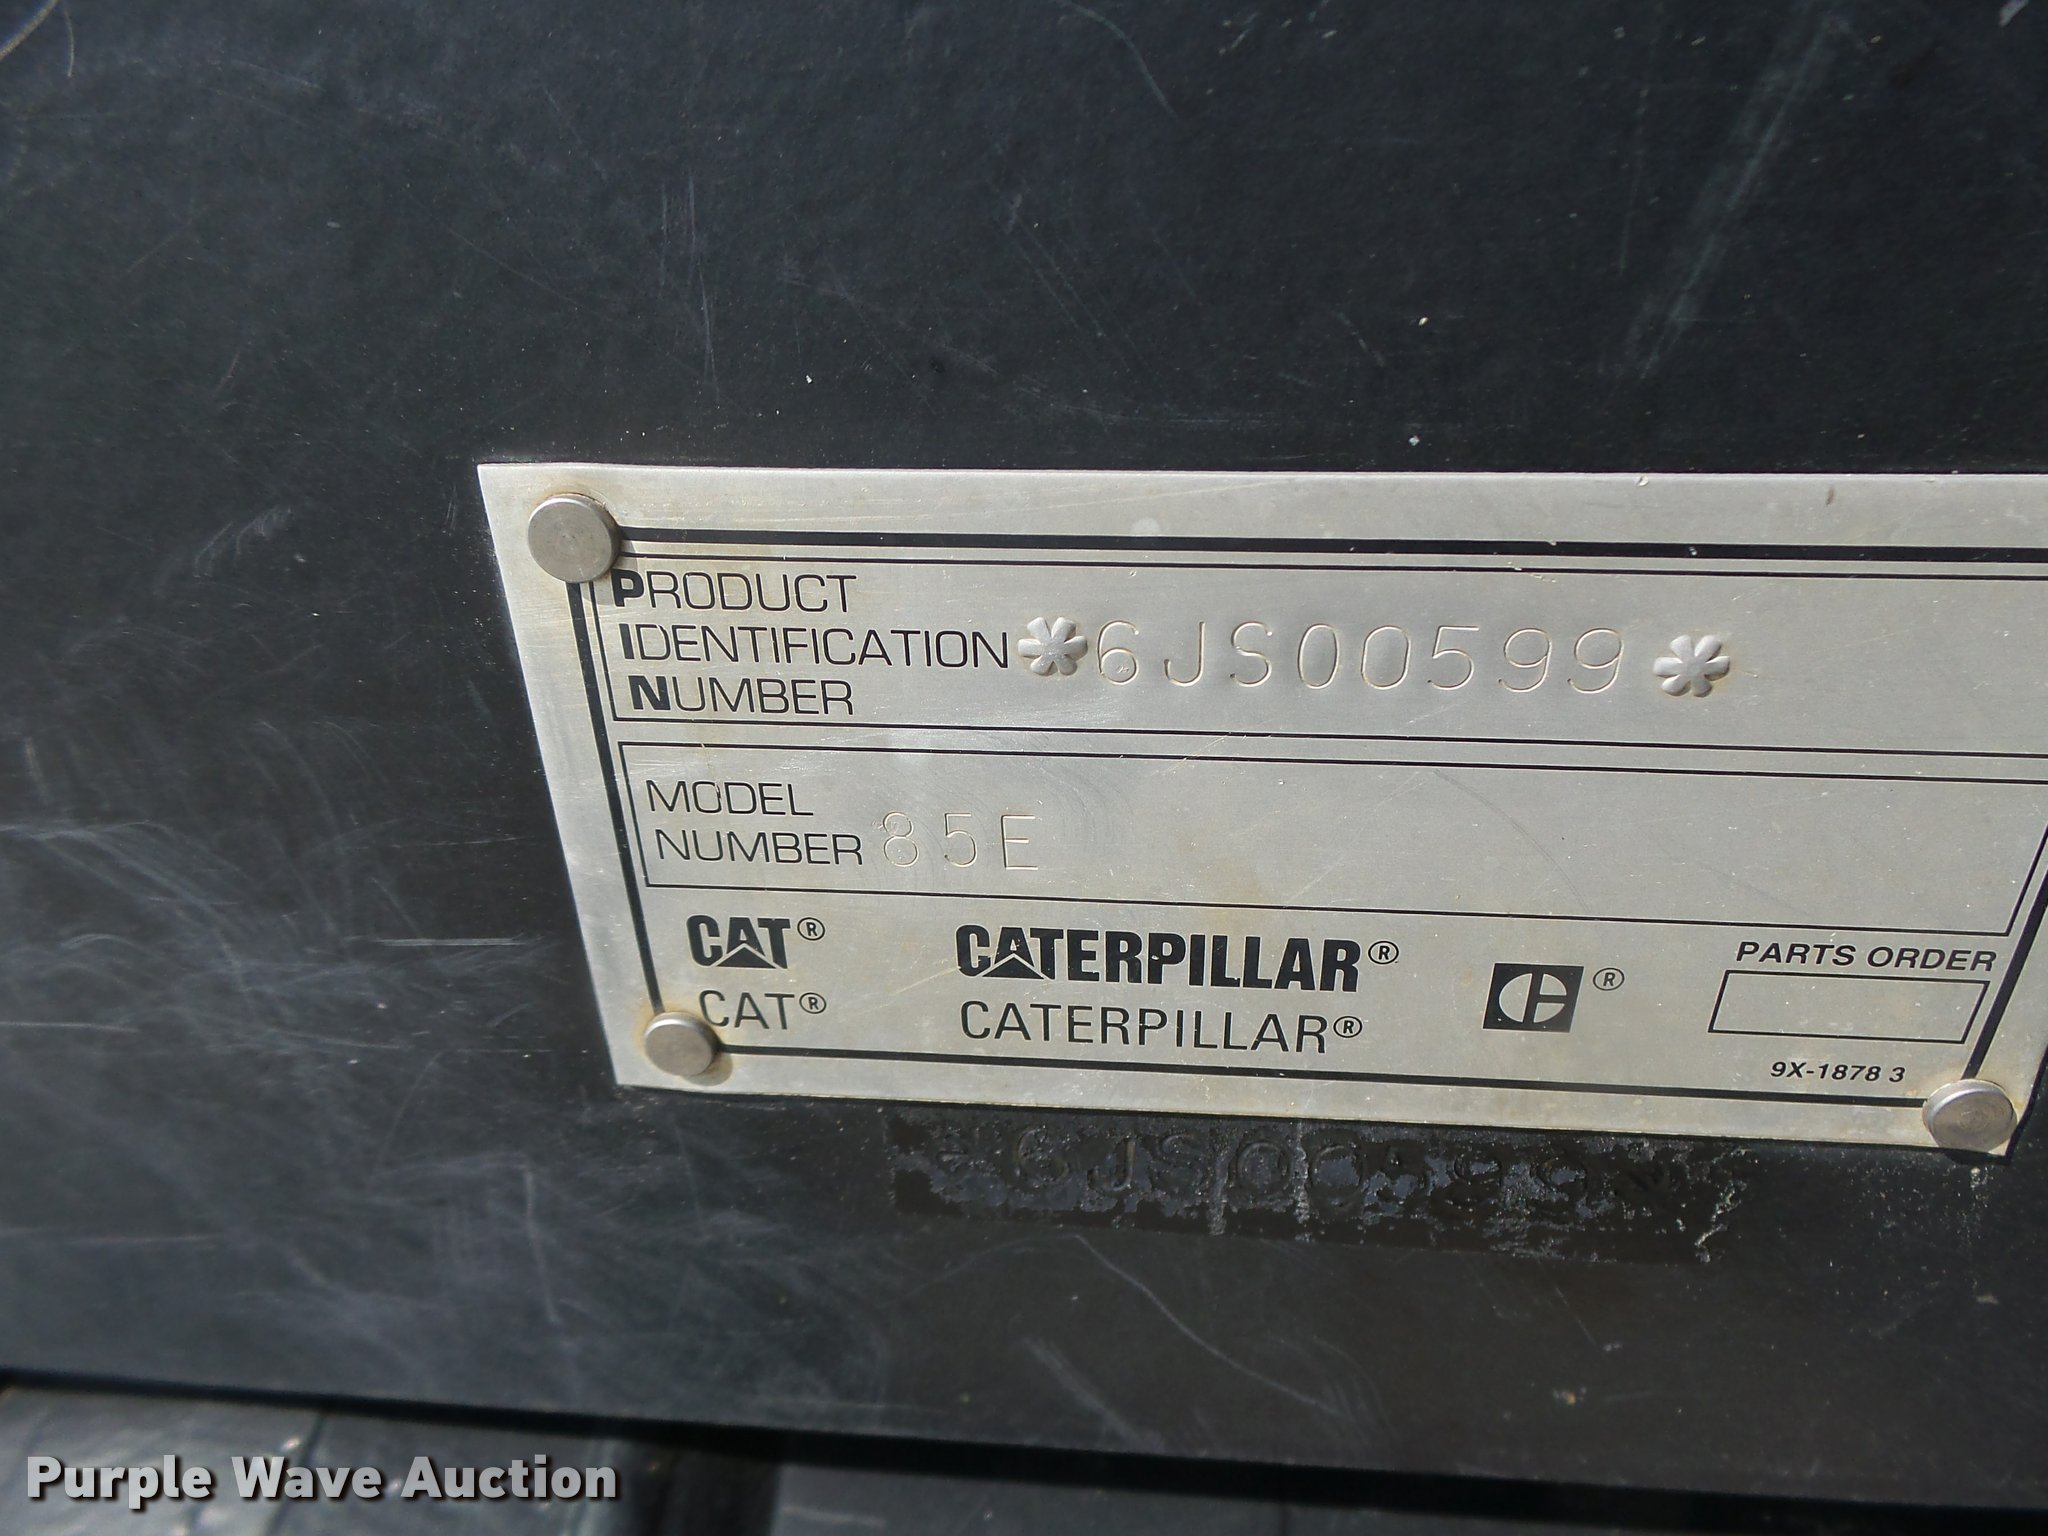 PRODUCT
IDENTIFICATION *6JS00599*
NUMBER
MODEL
NUMBER 85E
CAT® CATERPILLAR® ® PARTS ORDER
CAT® CATERPILLAR®
9X-1878 3
Purple Wave Auction